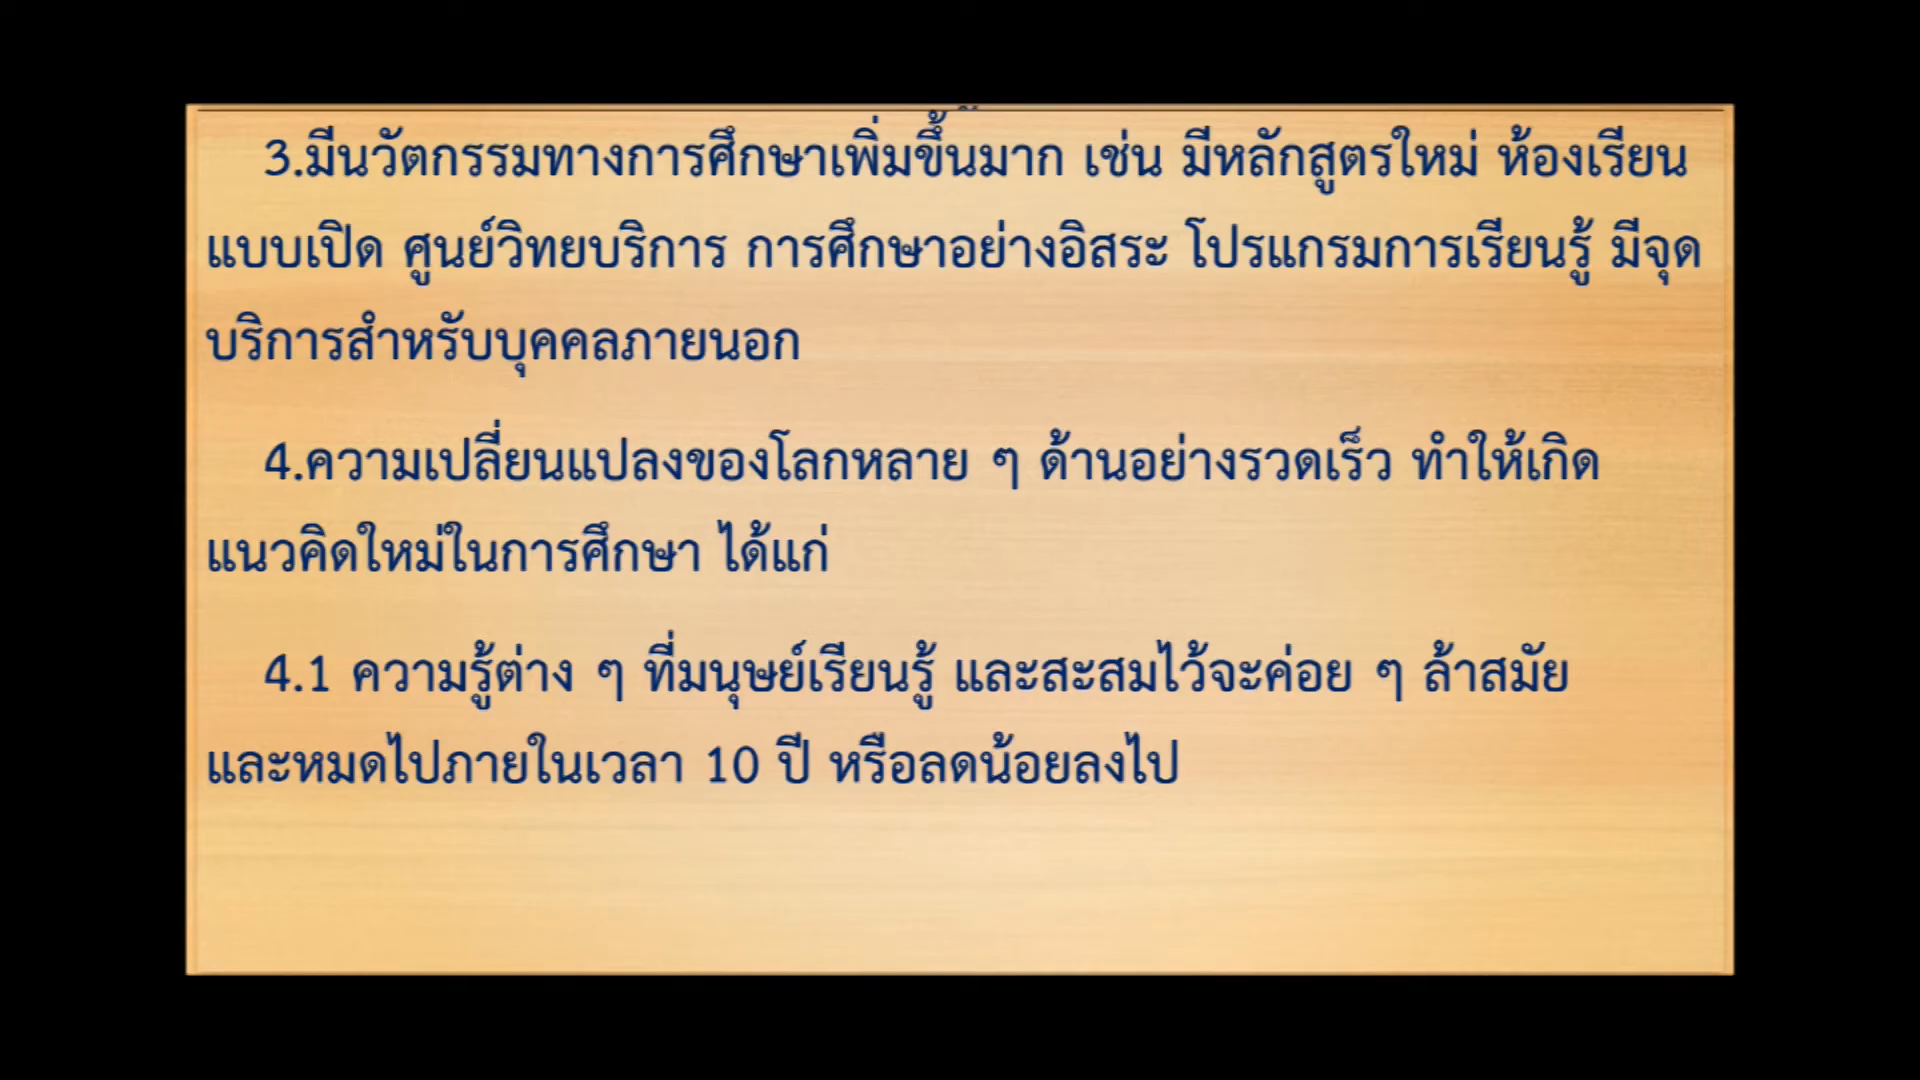 3.มีนวัตกรรมทางการศึกษาเพิ่มขึ้นมาก เช่น มีหลักสูตรใหม่ ห้องเรียน
แบบเปิด ศูนย์วิทยบริการ การศึกษาอย่างอิสระ โปรแกรมการเรียนรู้ มีจุด
บริการสำหรับบุคคลภายนอก
4.ความเปลี่ยนแปลงของโลกหลาย ๆ ด้านอย่างรวดเร็ว ทำให้เกิด
แนวคิดใหม่ในการศึกษา ได้แก่
4.1 ความรู้ต่าง ๆ ที่มนุษย์เรียนรู้ และสะสมไว้จะค่อย ๆ ล้าสมัย
และหมดไปภายในเวลา 10 ปี หรือลดน้อยลงไป